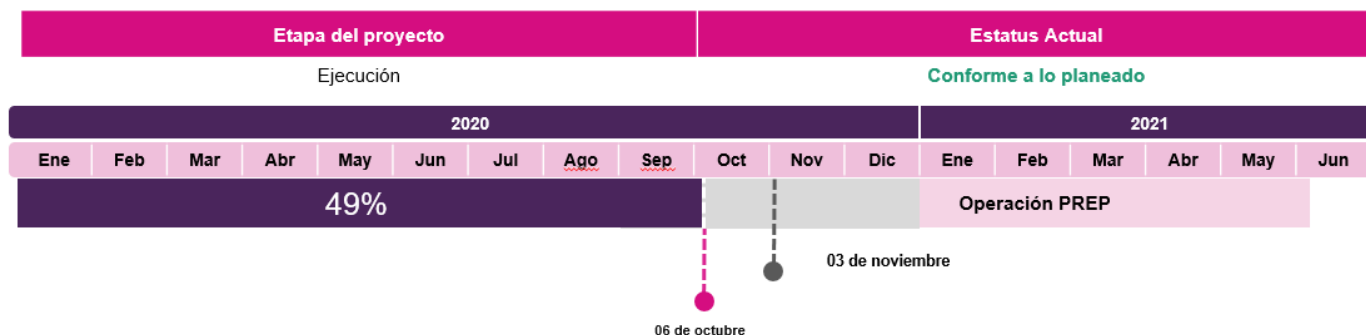 Etapa del proyecto Estatus Actual
Ejecución Conforme a lo planeado
2020 2021
Ene Feb Mar Abr May Jun Jul Ago Sep Oct Nov Dic Ene Feb Mar Abr May Jun
49% Operación PREP
03 de noviembre
06 de octubre